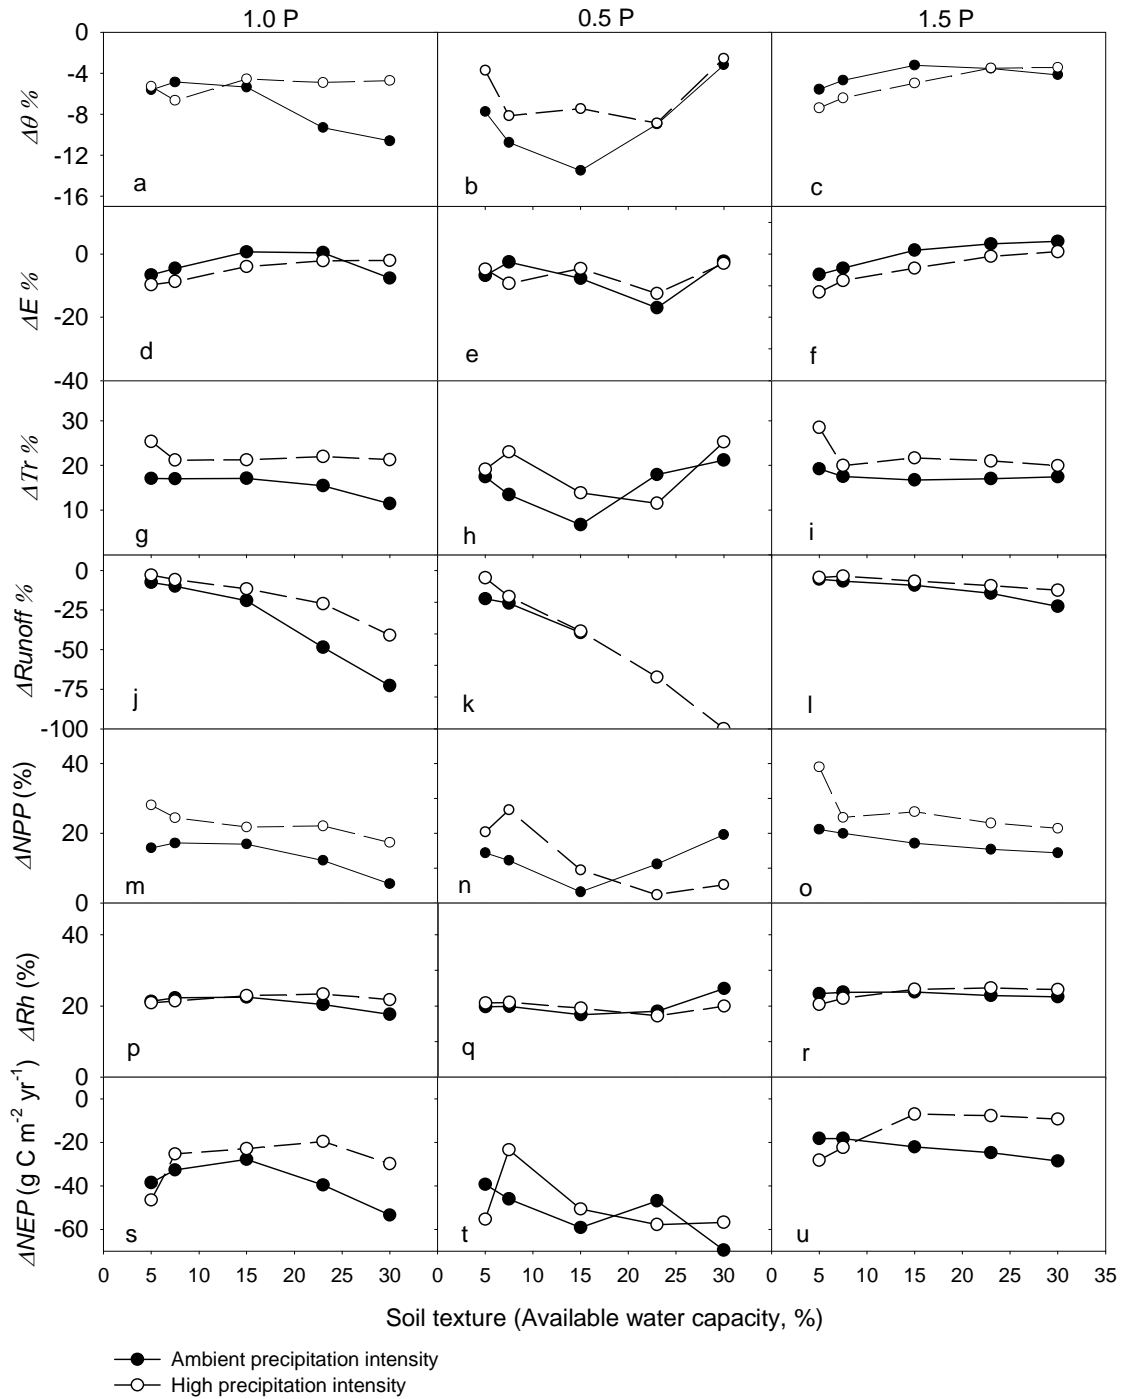 1.0 P 0.5 P 1.5 P
0
-4
-8
-12
-16
Δθ %
a b c
0
-20
-40
ΔE %
d e f
30
20
10
ΔTr %
g h i
0
-25
-50
-75
-100
ΔRunoff %
j k l
40
20
0
ΔNPP (%)
m n o
40
20
0
ΔRh (%)
p q r
0
-20
-40
-60
ΔNEP (g C m-2 yr-1)
s t u
0 5 10 15 20 25 30 0 5 10 15 20 25 30 0 5 10 15 20 25 30 35
Soil texture (Available water capacity, %)
Ambient precipitation intensity
High precipitation intensity